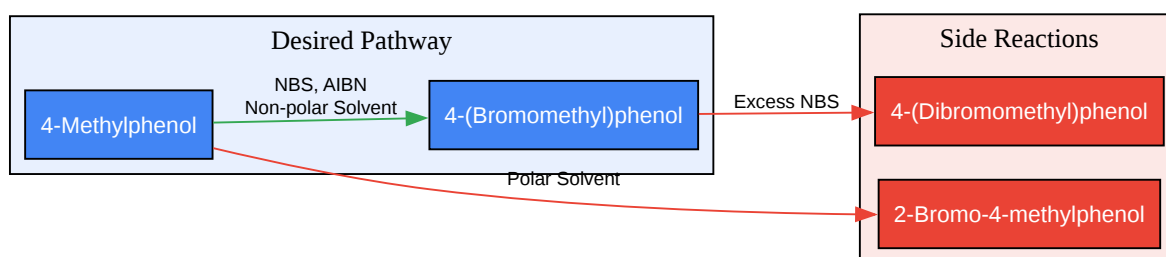 Desired Pathway
Side Reactions
4-Methylphenol
NBS, AIBN
Non-polar Solvent
4-(Bromomethyl)phenol
Excess NBS
4-(Dibromomethyl)phenol
Polar Solvent
2-Bromo-4-methylphenol